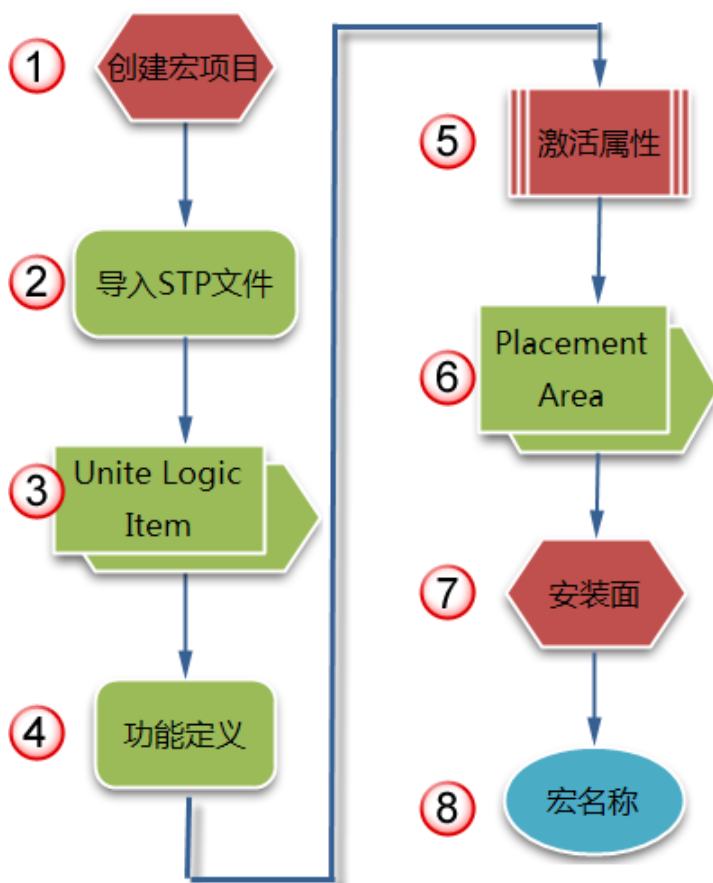 1
创建宏项目
2
导入STP文件
3
Unite Logic
Item
4
功能定义
5
激活属性
6
Placement
Area
7
安装面
8
宏名称